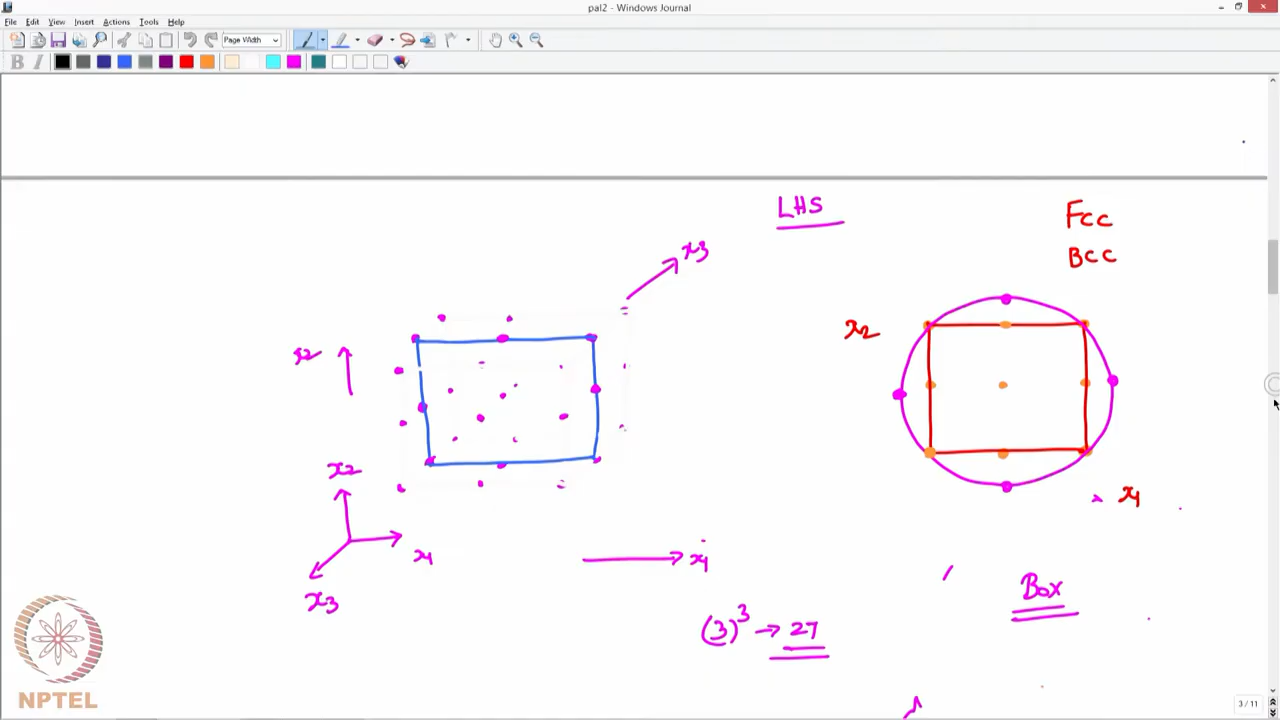 pal2 - Windows Journal
File Edit View Insert Actions Tools Help
Page Width
B I
LHS
FCC
BCC
x3
x2
x2
x2
x1
x3
x1
x1
Box
(3)^3 → 27
NPTEL
3 / 11